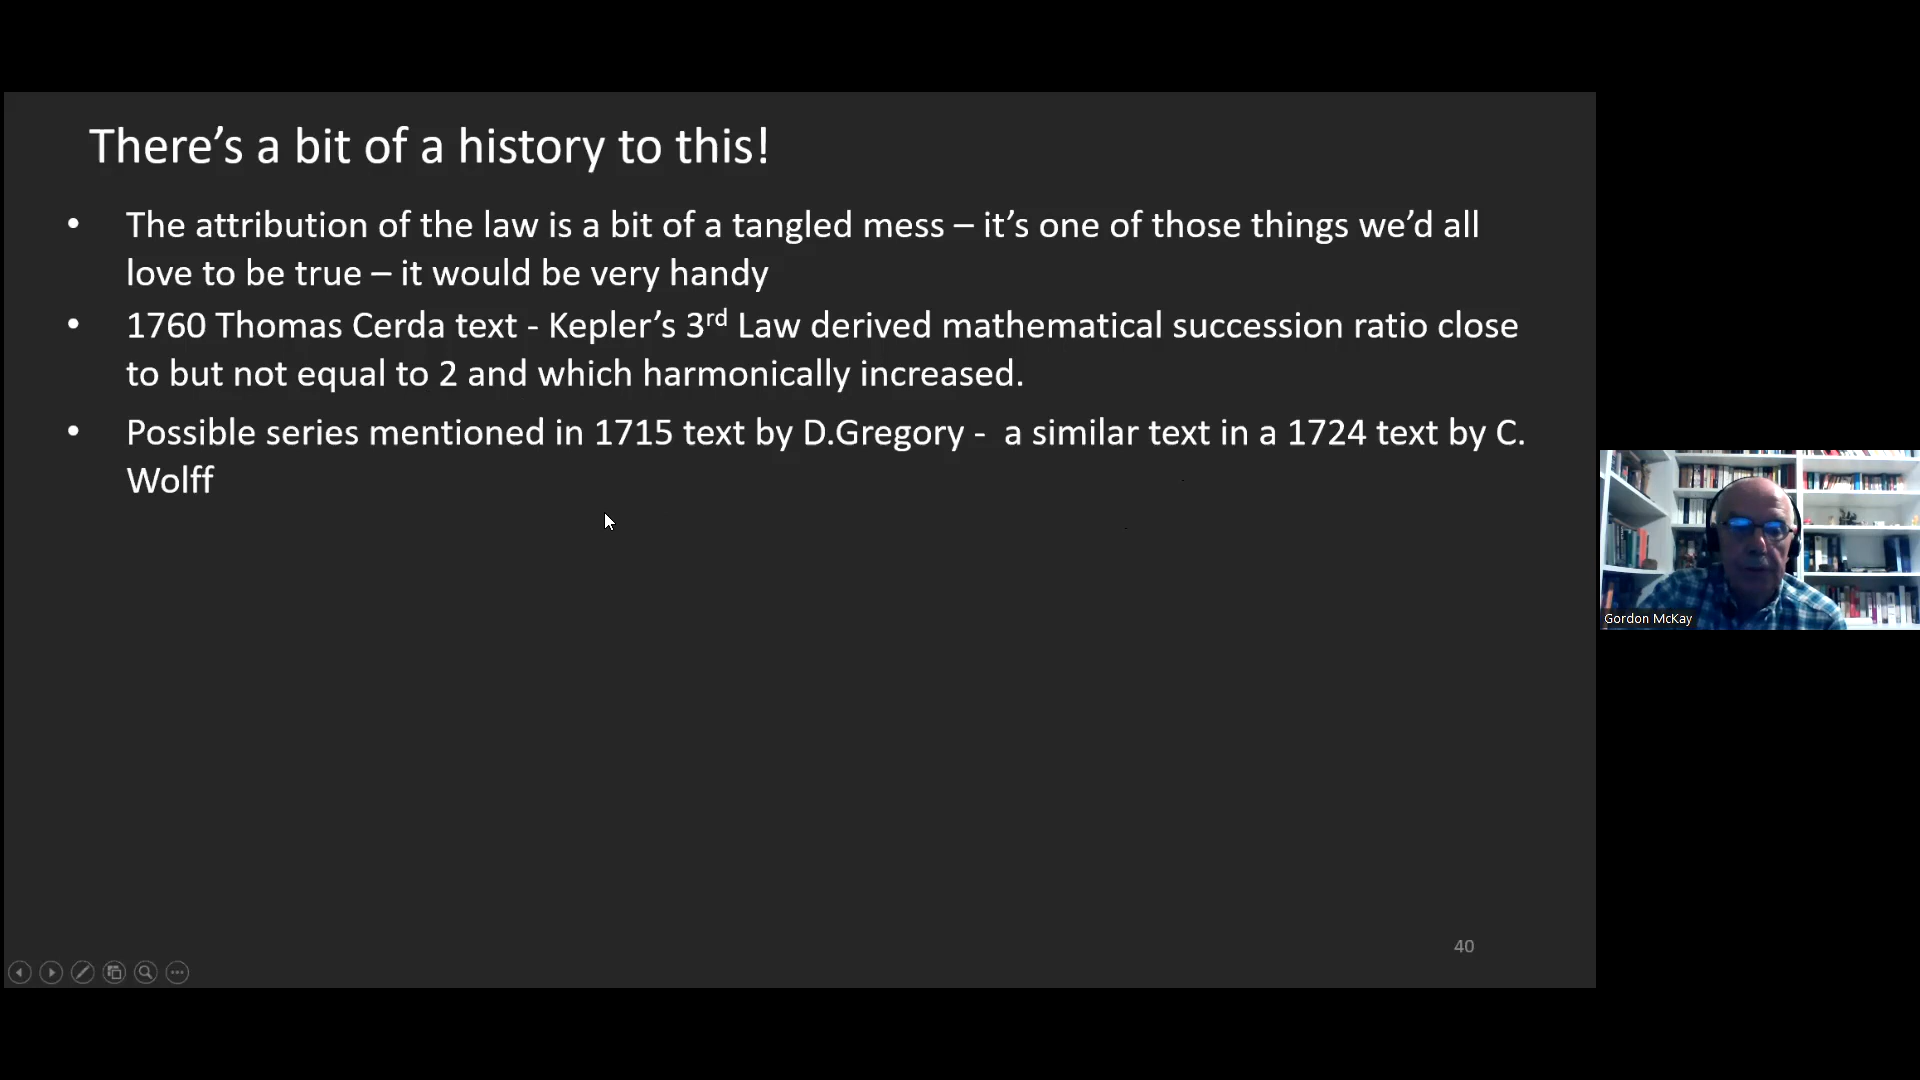 There's a bit of a history to this!
• The attribution of the law is a bit of a tangled mess – it's one of those things we'd all
love to be true – it would be very handy
• 1760 Thomas Cerda text - Kepler's 3rd Law derived mathematical succession ratio close
to but not equal to 2 and which harmonically increased.
• Possible series mentioned in 1715 text by D.Gregory - a similar text in a 1724 text by C.
Wolff
Gordon McKay
40